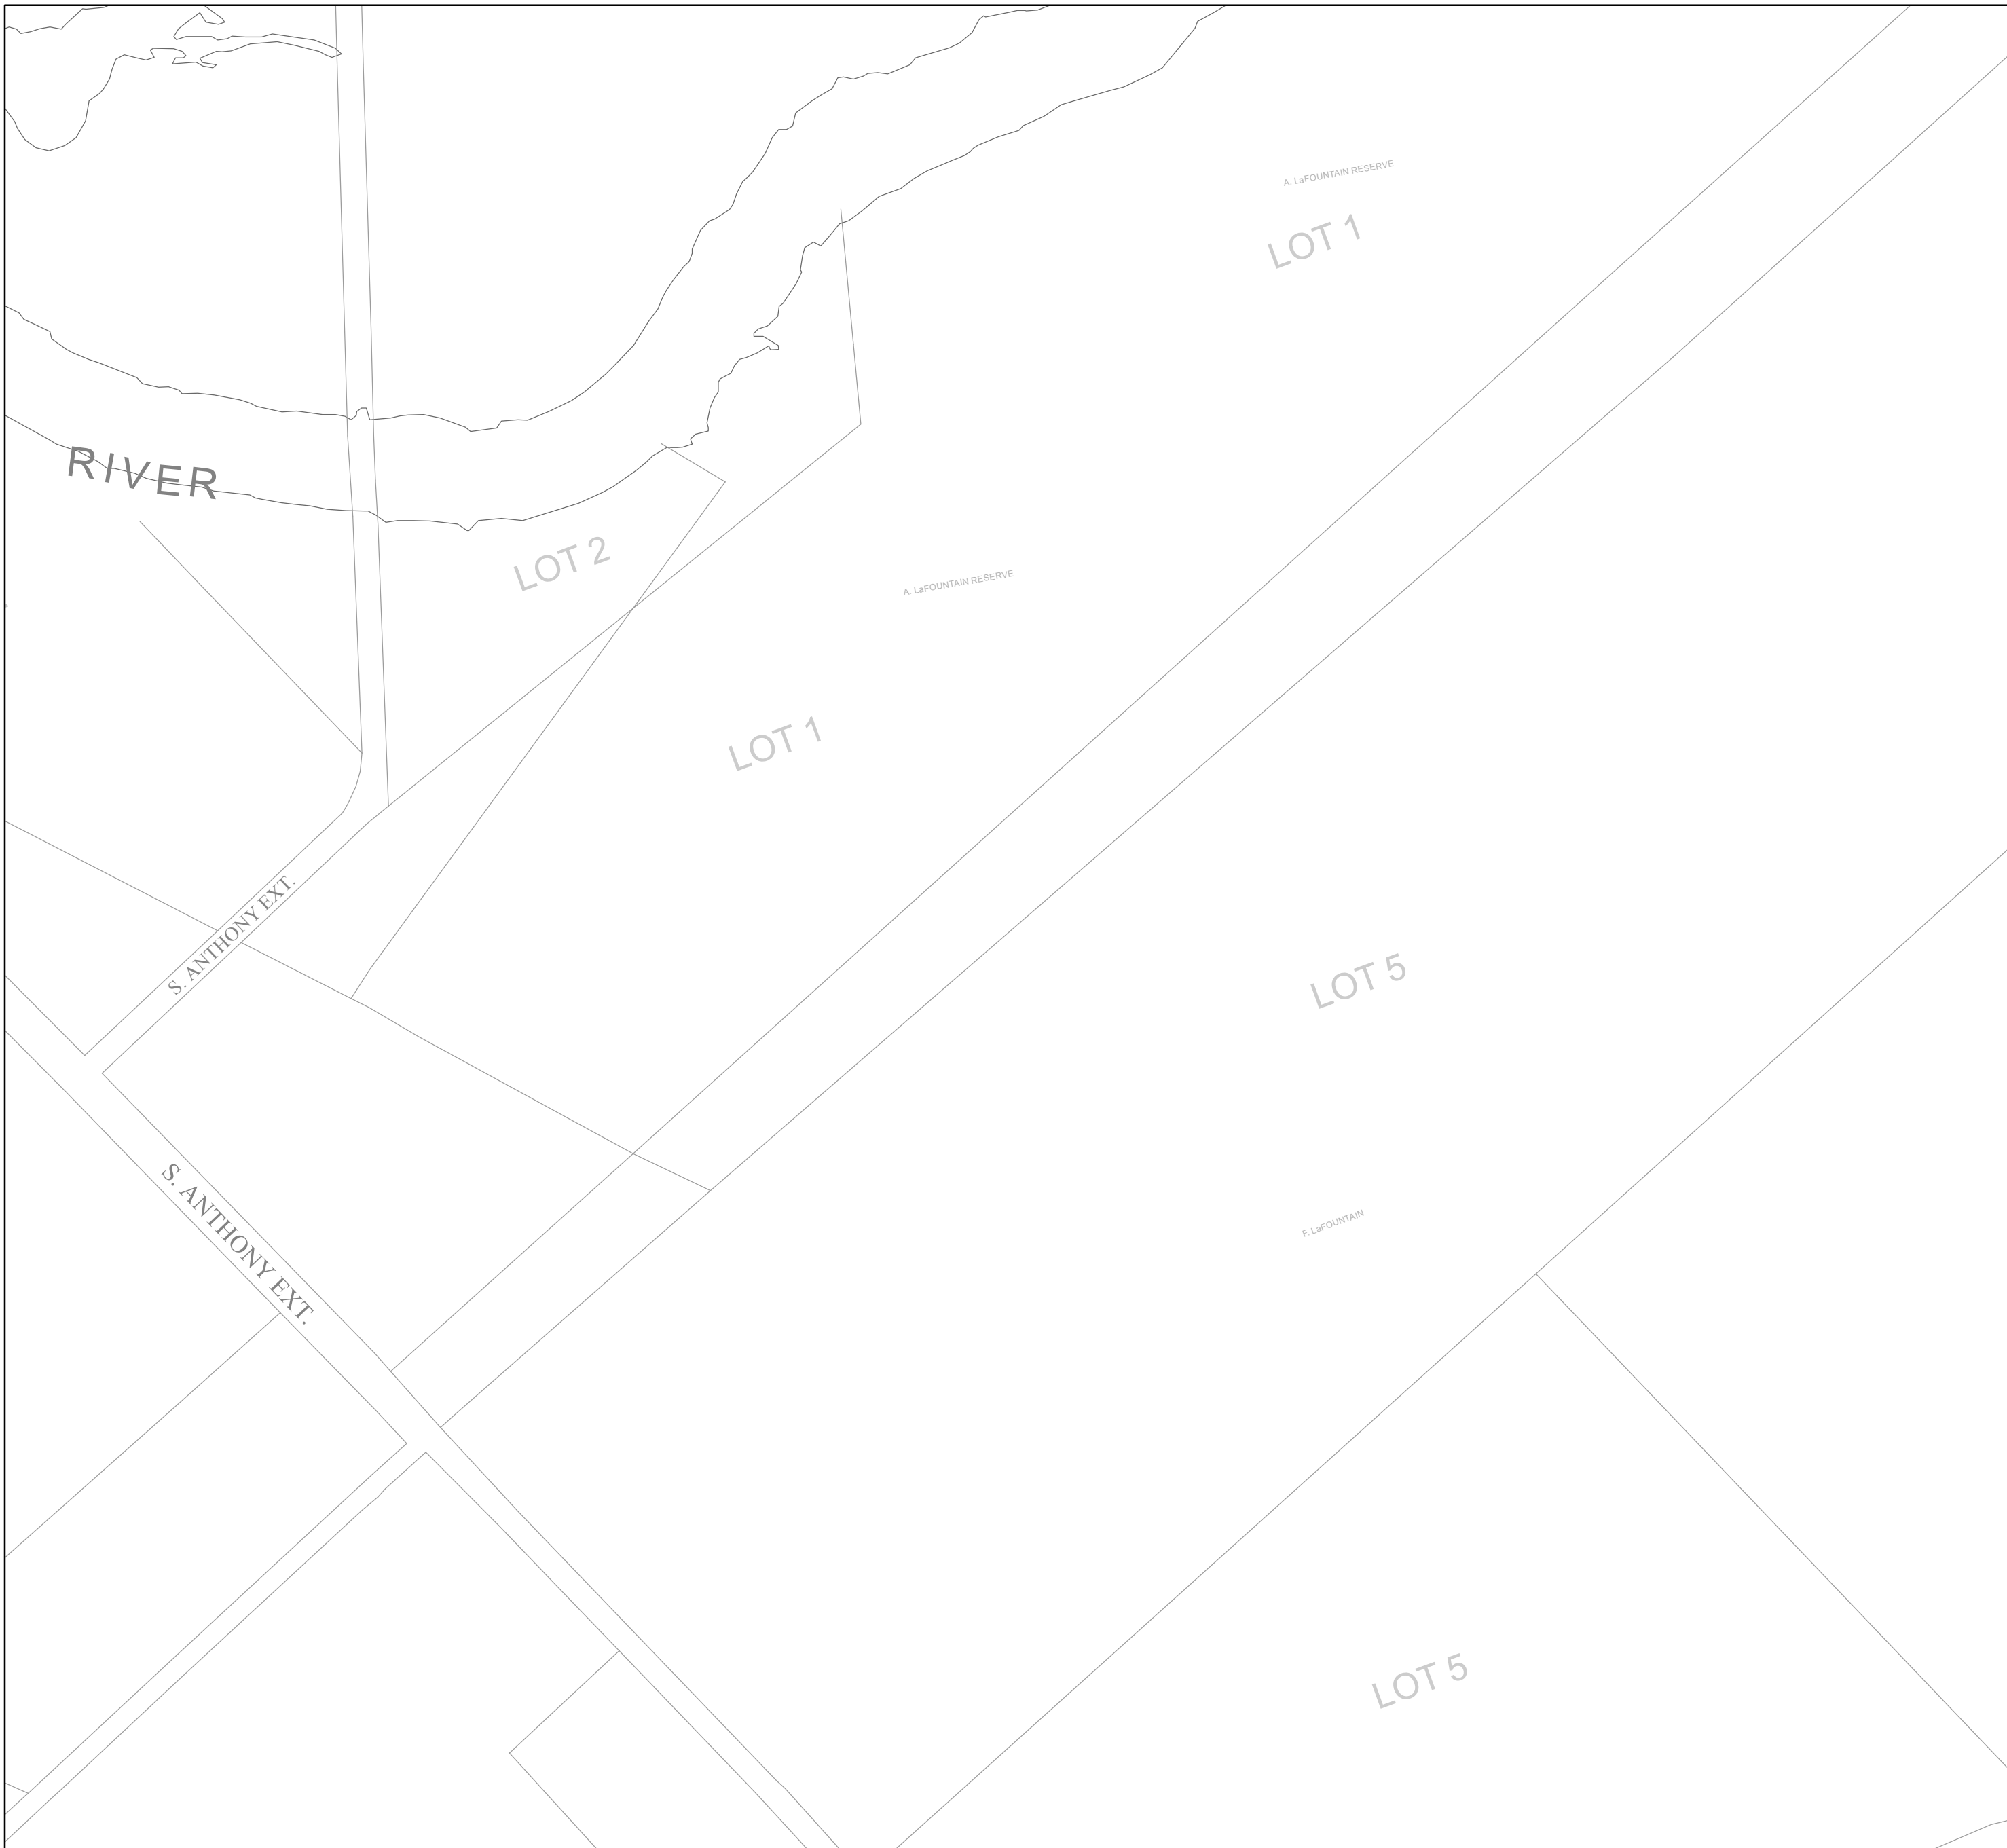 A. LaFOUNTAIN RESERVE
LOT 1
RIVER
LOT 2
A. LaFOUNTAIN RESERVE
LOT 1
S. ANTHONY EXT.
LOT 5
S. ANTHONY EXT.
F. LaFOUNTAIN
LOT 5